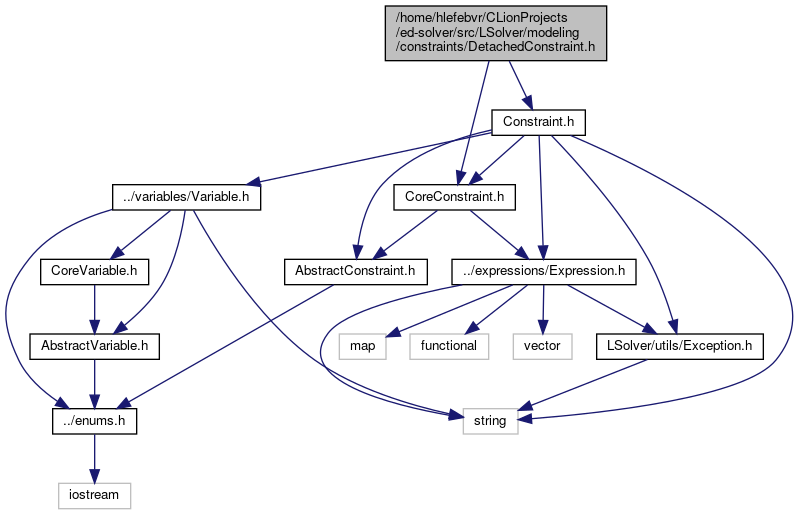 /home/hlefebvr/CLionProjects
/ed-solver/src/LSolver/modeling
/constraints/DetachedConstraint.h
Constraint.h
../variables/Variable.h
CoreConstraint.h
CoreVariable.h
AbstractConstraint.h
../expressions/Expression.h
AbstractVariable.h
map
functional
vector
LSolver/utils/Exception.h
../enums.h
string
iostream